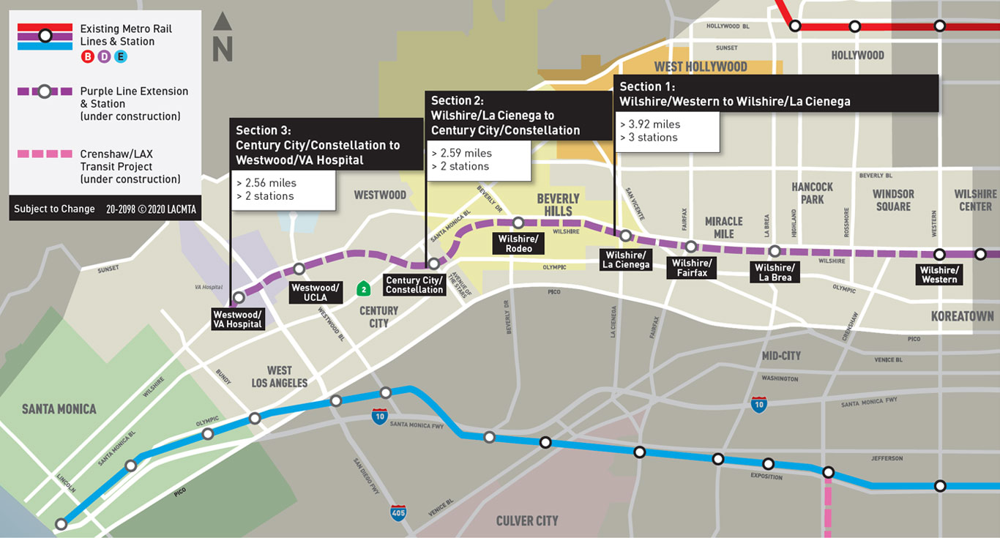 Existing Metro Rail
Lines & Station
B D E
Purple Line Extension
& Station
(under construction)
Crenshaw/LAX
Transit Project
(under construction)
Subject to Change 20-2098 © 2020 LACMTA
N
HOLLYWOOD BL
SUNSET
HOLLYWOOD
WEST HOLLYWOOD
Section 1:
Wilshire/Western to Wilshire/La Cienega
> 3.92 miles
> 3 stations
Section 2:
Wilshire/La Cienega to
Century City/Constellation
> 2.59 miles
> 2 stations
Section 3:
Century City/Constellation to
Westwood/VA Hospital
> 2.56 miles
> 2 stations
WESTWOOD
BEVERLY DR
SANTA MONICA BL
BEVERLY
HILLS
WILSHIRE
SAN VICENTE
FAIRFAX
MIRACLE
MILE
LA BREA
HIGHLAND
HANCOCK
PARK
BEVERLY BL
ROSSMORE
WINDSOR
SQUARE
WESTERN
WILSHIRE
CENTER
Wilshire/
Rodeo
Wilshire/
La Cienega
Wilshire/
Fairfax
Wilshire/
La Brea
WILSHIRE
Wilshire/
Western
SUNSET
VA Hospital
Westwood/
VA Hospital
Westwood/
UCLA
2
Century City/
Constellation
AVENUE OF
THE STARS
OLYMPIC
PICO
OLYMPIC
CENTURY
CITY
WESTWOOD BL
BEVERLY DR
LA CIENEGA
FAIRFAX
CRENSHAW
KOREATOWN
PICO
MID-CITY
VENICE BL
WASHINGTON
WEST
LOS ANGELES
BUNDY
WILSHIRE
SANTA MONICA
OLYMPIC
SANTA MONICA BL
LINCOLN
PICO
10
SANTA MONICA FWY
10
SANTA MONICA FWY
SAN DIEGO FWY
405
VENICE BL
CULVER CITY
EXPOSITION
JEFFERSON